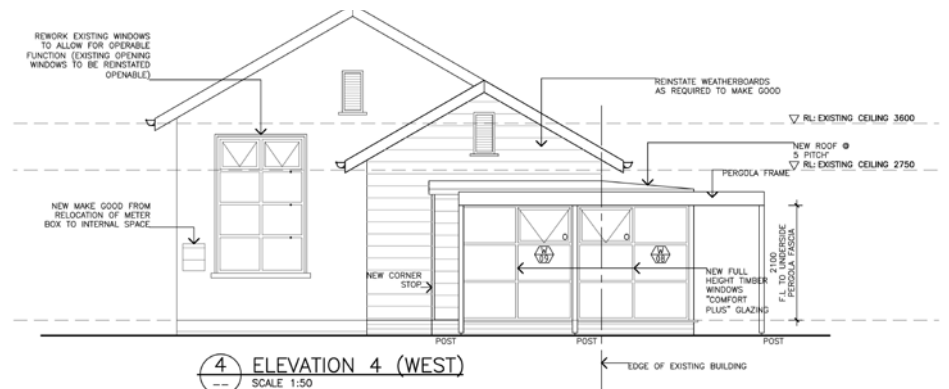 REWORK EXISTING WINDOWS
TO ALLOW FOR OPERABLE
FUNCTION (EXISTING OPENING
WINDOWS TO BE REINSTATED
OPENABLE)
REINSTATE WEATHERBOARDS
AS REQUIRED TO MAKE GOOD
RL: EXISTING CEILING 3600
NEW ROOF @
5 PITCH°
RL: EXISTING CEILING 2750
PERGOLA FRAME
NEW MAKE GOOD FROM
RELOCATION OF METER
BOX TO INTERNAL SPACE
NEW CORNER
STOP
NEW FULL
HEIGHT TIMBER
WINDOWS
"COMFORT
PLUS" GLAZING
2100
F.L TO UNDERSIDE
PERGOLA FASCIA
POST
POST
POST
4
--
ELEVATION 4 (WEST)
SCALE 1:50
EDGE OF EXISTING BUILDING